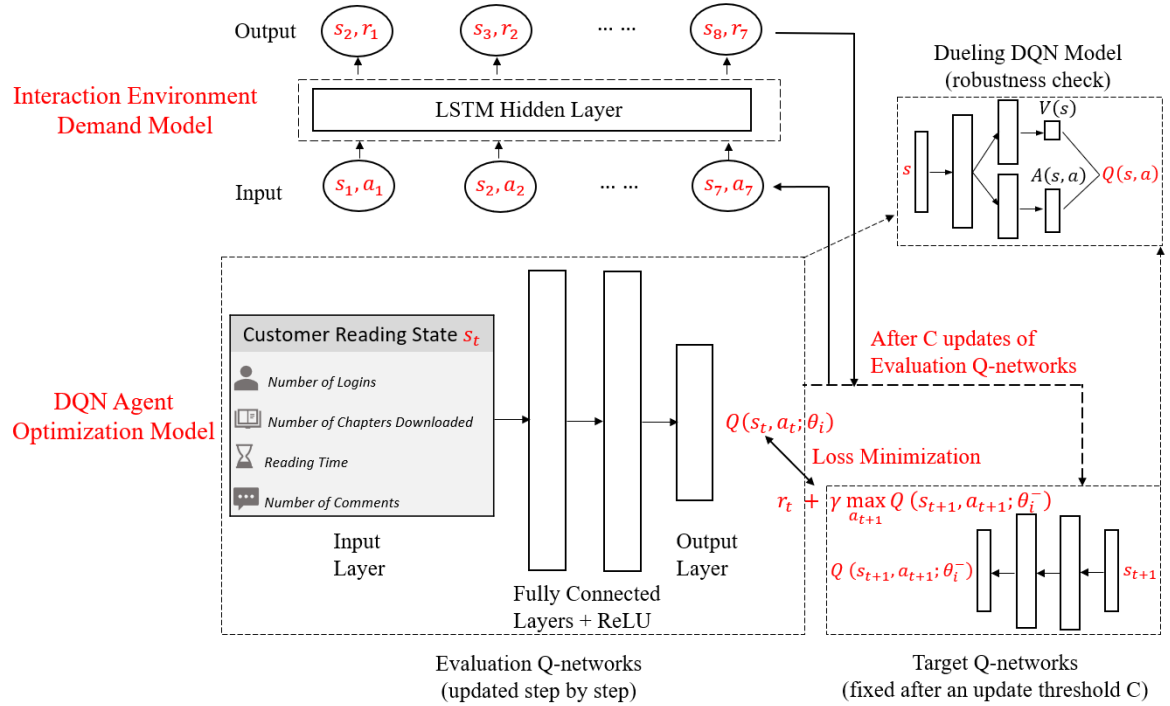 Output
s₂, r₁
s₃, r₂
... ...
s₈, r₇
Interaction Environment
Demand Model
LSTM Hidden Layer
Input
s₁, a₁
s₂, a₂
... ...
s₇, a₇
Dueling DQN Model
(robustness check)
V(s)
s
A(s, a)
Q(s, a)
DQN Agent
Optimization Model
Customer Reading State sₜ
Number of Logins
Number of Chapters Downloaded
Reading Time
Number of Comments
Input
Layer
Fully Connected
Layers + ReLU
Output
Layer
Q(sₜ, aₜ; θᵢ)
After C updates of
Evaluation Q-networks
Loss Minimization
rₜ + γ max Q (sₜ₊₁, aₜ₊₁; θᵢ⁻)
aₜ₊₁
Q (sₜ₊₁, aₜ₊₁; θᵢ⁻)
sₜ₊₁
Evaluation Q-networks
(updated step by step)
Target Q-networks
(fixed after an update threshold C)